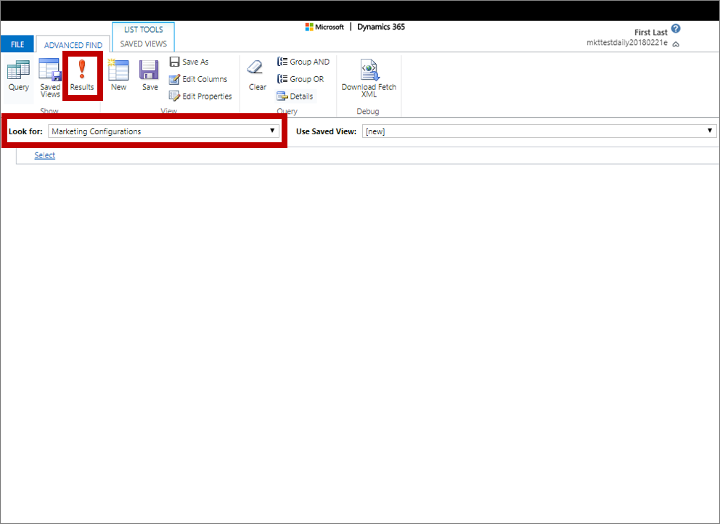 Microsoft | Dynamics 365
First Last ?
mkttestdaily20180221e
FILE
ADVANCED FIND
LIST TOOLS
SAVED VIEWS
Query
Saved
Views
Results
Show
New
Save
Save As
Edit Columns
Edit Properties
View
Clear
Group AND
Group OR
Details
Query
Download Fetch
XML
Debug
Look for: Marketing Configurations
Use Saved View: [new]
Select